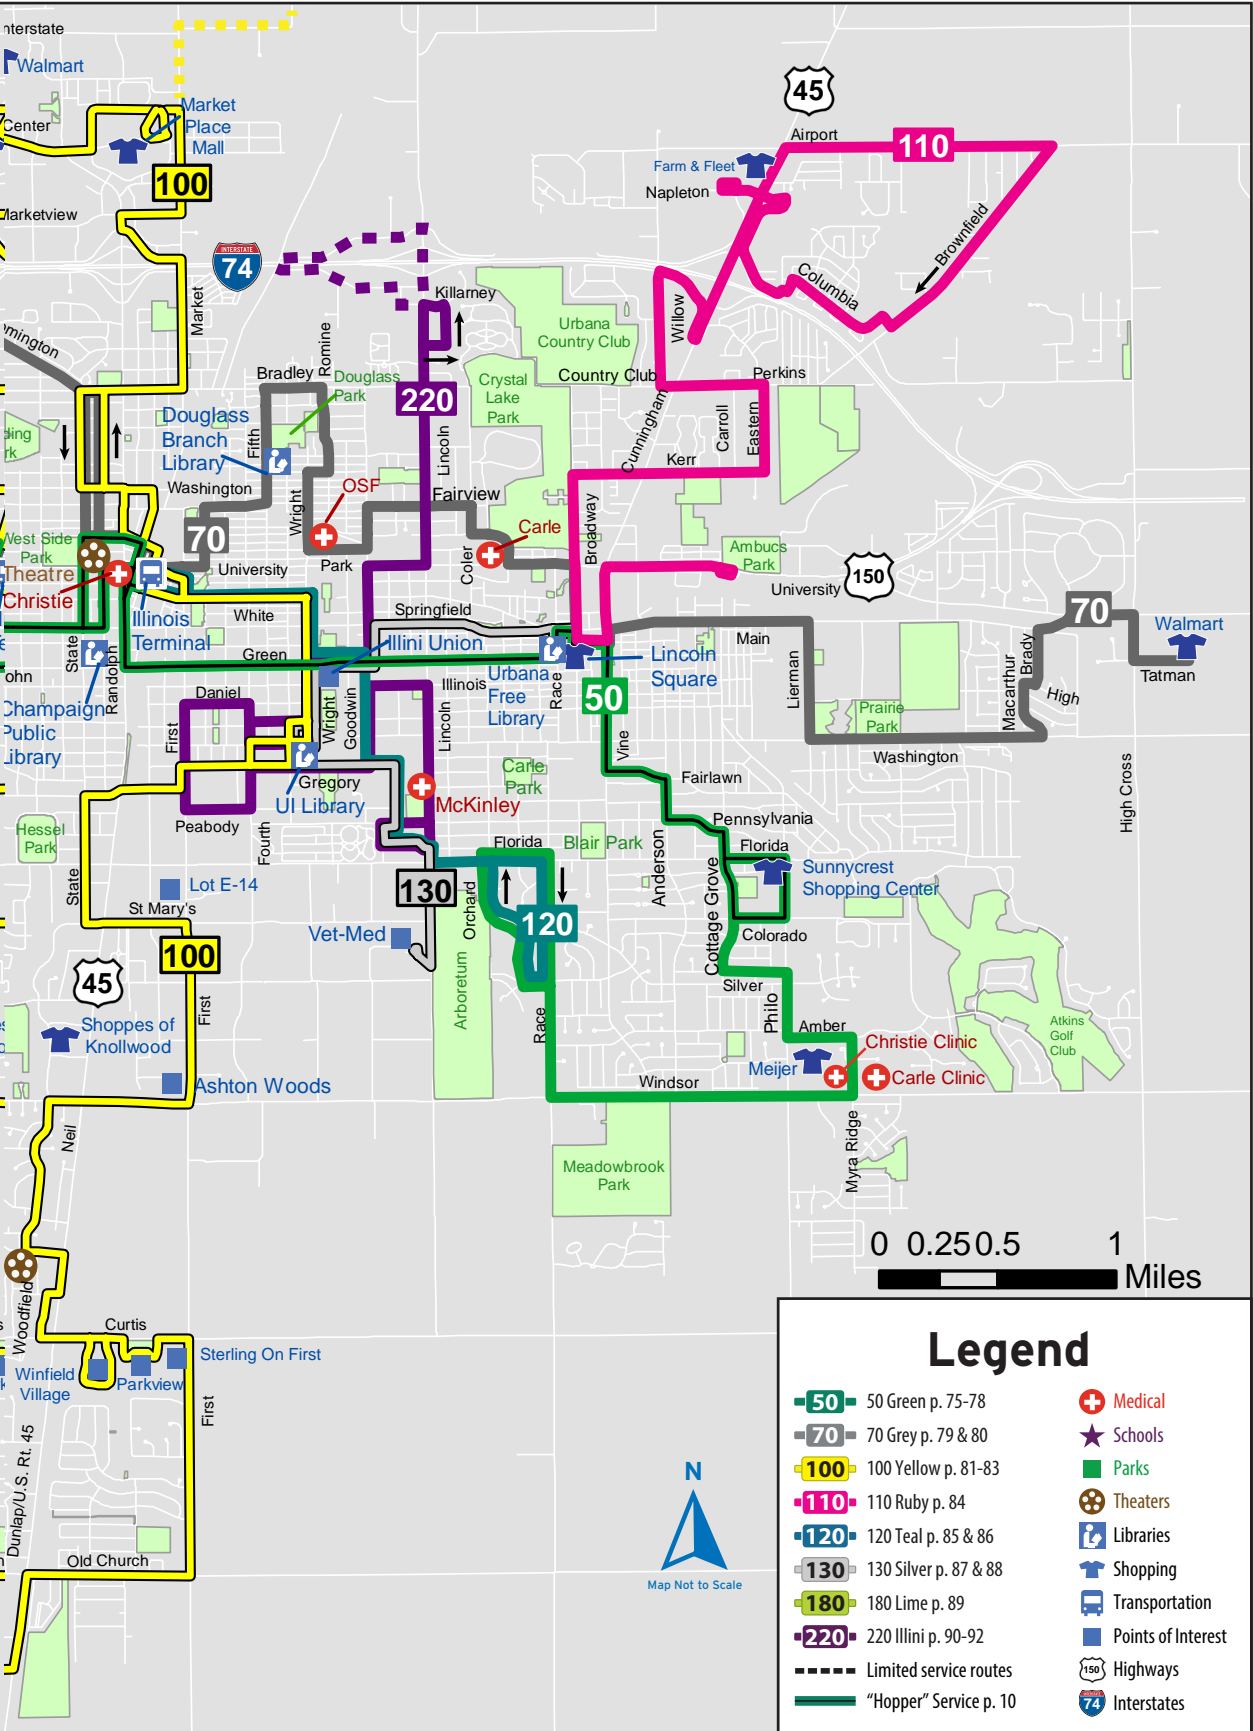 nterstate
Walmart
Center
Market
Place
Mall
45
Airport
110
Farm & Fleet
Napleton
100
Marketview
INTERSTATE
74
Brownfield
Columbia
Killarney
Market
Willow
Urbana
Country Club
Romine
Bradley
Douglass
Park
Country Club
Perkins
Crystal
Lake
Park
220
Douglass
Branch
Library
Fifth
Lincoln
Cunningham
Carroll
Eastern
Kerr
Washington
OSF
Wright
Fairview
Broadway
Carle
70
West Side
Park
Theatre
Christie
University
Park
Coler
Ambucs
Park
150
University
Illinois
Terminal
White
Springfield
Illini Union
Main
70
Walmart
Tatman
State
Randolph
Green
Urbana
Free
Library
Race
Lincoln
Square
50
Lierman
Brady
Macarthur
High
ohn
Champaign
Public
Library
Daniel
First
Wright
Goodwin
Illinois
Lincoln
Vine
Prairie
Park
Washington
High Cross
Gregory
UI Library
McKinley
Carle
Park
Fairlawn
Peabody
Fourth
Hessel
Park
Florida
Blair Park
Pennsylvania
Florida
Anderson
Sunnycrest
Shopping Center
State
Lot E-14
St Mary's
130
Orchard
120
Cottage Grove
Colorado
Vet-Med
100
45
Silver
Philo
Arboretum
First
Race
Amber
Shoppes of
Knollwood
Atkins
Golf
Club
Christie Clinic
Meijer
Carle Clinic
Ashton Woods
Windsor
Neil
Myra Ridge
Meadowbrook
Park
0 0.25 0.5 1
Miles
Woodfield
Curtis
Sterling On First
Winfield
Village
Parkview
First
Dunlap/U.S. Rt. 45
Old Church
N
Map Not to Scale
Legend
50 50 Green p. 75-78
70 70 Grey p. 79 & 80
100 100 Yellow p. 81-83
110 110 Ruby p. 84
120 120 Teal p. 85 & 86
130 130 Silver p. 87 & 88
180 180 Lime p. 89
220 220 Illini p. 90-92
Limited service routes
“Hopper” Service p. 10
Medical
Schools
Parks
Theaters
Libraries
Shopping
Transportation
Points of Interest
150 Highways
74 Interstates